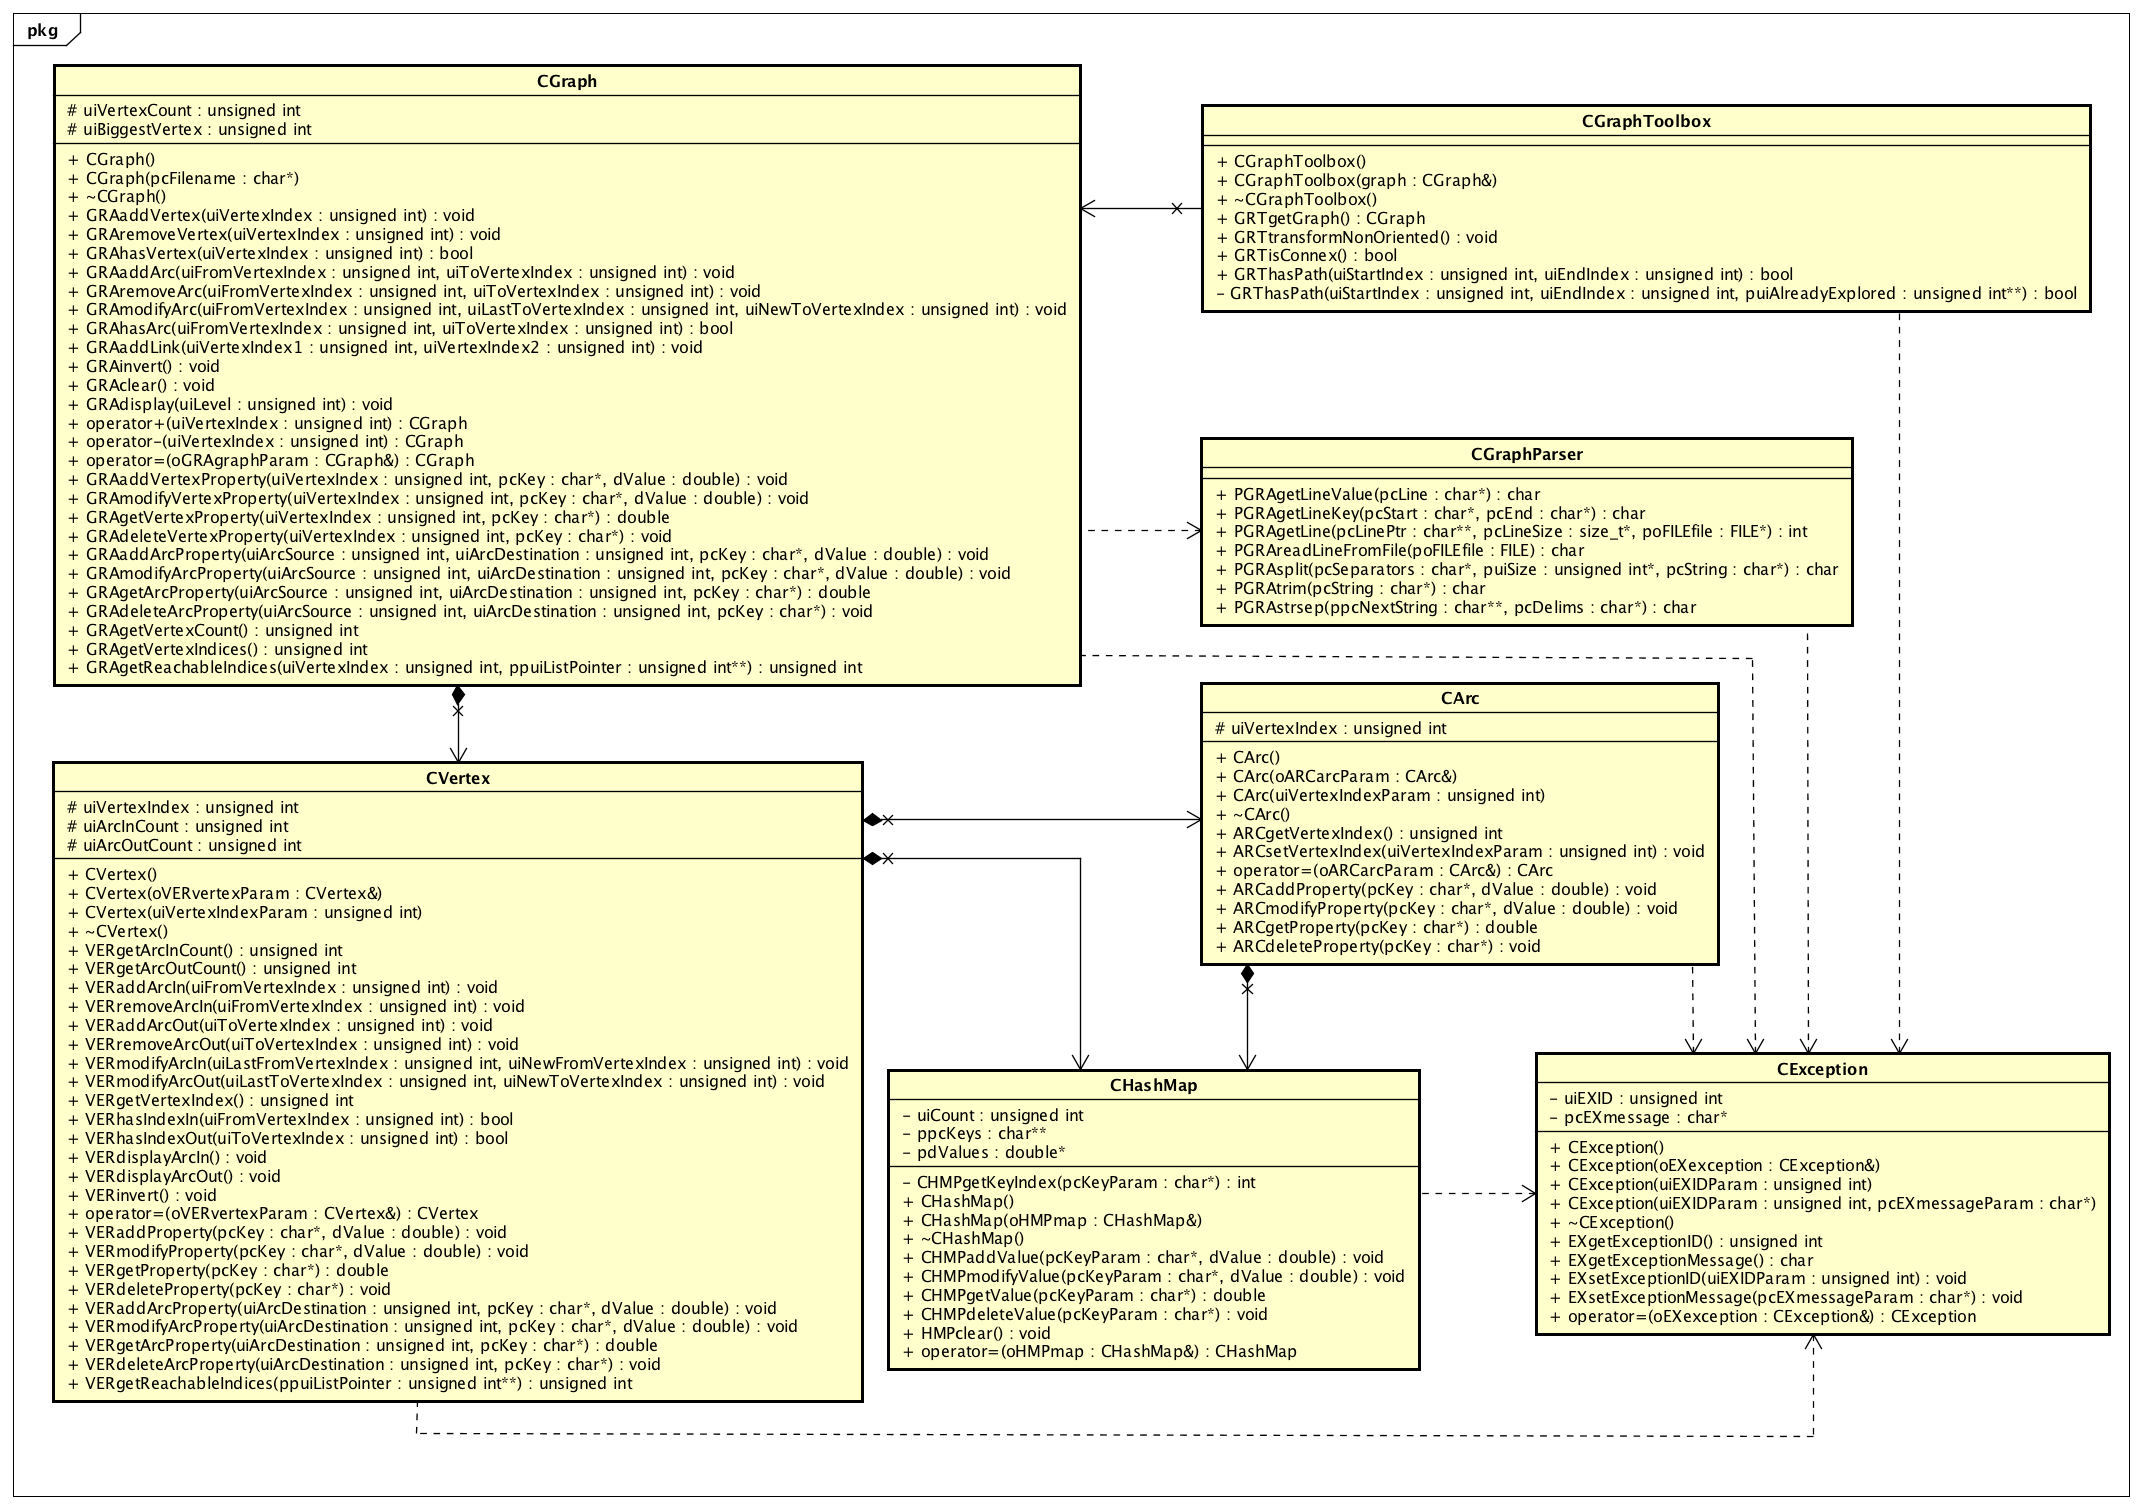 pkg
CGraph
# uiVertexCount : unsigned int
# uiBiggestVertex : unsigned int
+ CGraph()
+ CGraph(pcFilename : char*)
+ ~CGraph()
+ GRAaddVertex(uiVertexIndex : unsigned int) : void
+ GRAremoveVertex(uiVertexIndex : unsigned int) : void
+ GRAhasVertex(uiVertexIndex : unsigned int) : bool
+ GRAaddArc(uiFromVertexIndex : unsigned int, uiToVertexIndex : unsigned int) : void
+ GRAremoveArc(uiFromVertexIndex : unsigned int, uiToVertexIndex : unsigned int) : void
+ GRAmodifyArc(uiFromVertexIndex : unsigned int, uiLastToVertexIndex : unsigned int, uiNewToVertexIndex : unsigned int) : void
+ GRAhasArc(uiFromVertexIndex : unsigned int, uiToVertexIndex : unsigned int) : bool
+ GRAaddLink(uiVertexIndex1 : unsigned int, uiVertexIndex2 : unsigned int) : void
+ GRAinvert() : void
+ GRAclear() : void
+ GRAdisplay(uiLevel : unsigned int) : void
+ operator+(uiVertexIndex : unsigned int) : CGraph
+ operator-(uiVertexIndex : unsigned int) : CGraph
+ operator=(oGRAgraphParam : CGraph&) : CGraph
+ GRAaddVertexProperty(uiVertexIndex : unsigned int, pcKey : char*, dValue : double) : void
+ GRAmodifyVertexProperty(uiVertexIndex : unsigned int, pcKey : char*, dValue : double) : void
+ GRAgetVertexProperty(uiVertexIndex : unsigned int, pcKey : char*) : double
+ GRAdeleteVertexProperty(uiVertexIndex : unsigned int, pcKey : char*) : void
+ GRAaddArcProperty(uiArcSource : unsigned int, uiArcDestination : unsigned int, pcKey : char*, dValue : double) : void
+ GRAmodifyArcProperty(uiArcSource : unsigned int, uiArcDestination : unsigned int, pcKey : char*, dValue : double) : void
+ GRAgetArcProperty(uiArcSource : unsigned int, uiArcDestination : unsigned int, pcKey : char*) : double
+ GRAdeleteArcProperty(uiArcSource : unsigned int, uiArcDestination : unsigned int, pcKey : char*) : void
+ GRAgetVertexCount() : unsigned int
+ GRAgetVertexIndices() : unsigned int
+ GRAgetReachableIndices(uiVertexIndex : unsigned int, ppuiListPointer : unsigned int**) : unsigned int
CGraphToolbox
+ CGraphToolbox()
+ CGraphToolbox(graph : CGraph&)
+ ~CGraphToolbox()
+ GRTgetGraph() : CGraph
+ GRTtransformNonOriented() : void
+ GRTisConnex() : bool
+ GRThasPath(uiStartIndex : unsigned int, uiEndIndex : unsigned int) : bool
- GRThasPath(uiStartIndex : unsigned int, uiEndIndex : unsigned int, puiAlreadyExplored : unsigned int**) : bool
CGraphParser
+ PGRAgetLineValue(pcLine : char*) : char
+ PGRAgetLineKey(pcStart : char*, pcEnd : char*) : char
+ PGRAgetLine(pcLinePtr : char**, pcLineSize : size_t*, poFILEfile : FILE*) : int
+ PGRAreadLineFromFile(poFILEfile : FILE) : char
+ PGRAsplit(pcSeparators : char*, puiSize : unsigned int*, pcString : char*) : char
+ PGRAtrim(pcString : char*) : char
+ PGRAstrsep(ppcNextString : char**, pcDelims : char*) : char
CArc
# uiVertexIndex : unsigned int
+ CArc()
+ CArc(oARCarcParam : CArc&)
+ CArc(uiVertexIndexParam : unsigned int)
+ ~CArc()
+ ARCgetVertexIndex() : unsigned int
+ ARCsetVertexIndex(uiVertexIndexParam : unsigned int) : void
+ operator=(oARCarcParam : CArc&) : CArc
+ ARCaddProperty(pcKey : char*, dValue : double) : void
+ ARCmodifyProperty(pcKey : char*, dValue : double) : void
+ ARCgetProperty(pcKey : char*) : double
+ ARCdeleteProperty(pcKey : char*) : void
CVertex
# uiVertexIndex : unsigned int
# uiArcInCount : unsigned int
# uiArcOutCount : unsigned int
+ CVertex()
+ CVertex(oVERvertexParam : CVertex&)
+ CVertex(uiVertexIndexParam : unsigned int)
+ ~CVertex()
+ VERgetArcInCount() : unsigned int
+ VERgetArcOutCount() : unsigned int
+ VERaddArcIn(uiFromVertexIndex : unsigned int) : void
+ VERremoveArcIn(uiFromVertexIndex : unsigned int) : void
+ VERaddArcOut(uiToVertexIndex : unsigned int) : void
+ VERremoveArcOut(uiToVertexIndex : unsigned int) : void
+ VERmodifyArcIn(uiLastFromVertexIndex : unsigned int, uiNewFromVertexIndex : unsigned int) : void
+ VERmodifyArcOut(uiLastToVertexIndex : unsigned int, uiNewToVertexIndex : unsigned int) : void
+ VERgetVertexIndex() : unsigned int
+ VERhasIndexIn(uiFromVertexIndex : unsigned int) : bool
+ VERhasIndexOut(uiToVertexIndex : unsigned int) : bool
+ VERdisplayArcIn() : void
+ VERdisplayArcOut() : void
+ VERinvert() : void
+ operator=(oVERvertexParam : CVertex&) : CVertex
+ VERaddProperty(pcKey : char*, dValue : double) : void
+ VERmodifyProperty(pcKey : char*, dValue : double) : void
+ VERgetProperty(pcKey : char*) : double
+ VERdeleteProperty(pcKey : char*) : void
+ VERaddArcProperty(uiArcDestination : unsigned int, pcKey : char*, dValue : double) : void
+ VERmodifyArcProperty(uiArcDestination : unsigned int, pcKey : char*, dValue : double) : void
+ VERgetArcProperty(uiArcDestination : unsigned int, pcKey : char*) : double
+ VERdeleteArcProperty(uiArcDestination : unsigned int, pcKey : char*) : void
+ VERgetReachableIndices(ppuiListPointer : unsigned int**) : unsigned int
CHashMap
- uiCount : unsigned int
- ppcKeys : char**
- pdValues : double*
- CHMPgetKeyIndex(pcKeyParam : char*) : int
+ CHashMap()
+ CHashMap(oHMPmap : CHashMap&)
+ ~CHashMap()
+ CHMPaddValue(pcKeyParam : char*, dValue : double) : void
+ CHMPmodifyValue(pcKeyParam : char*, dValue : double) : void
+ CHMPgetValue(pcKeyParam : char*) : double
+ CHMPdeleteValue(pcKeyParam : char*) : void
+ HMPclear() : void
+ operator=(oHMPmap : CHashMap&) : CHashMap
CException
- uiEXID : unsigned int
- pcEXmessage : char*
+ CException()
+ CException(oEXexception : CException&)
+ CException(uiEXIDParam : unsigned int)
+ CException(uiEXIDParam : unsigned int, pcEXmessageParam : char*)
+ ~CException()
+ EXgetExceptionID() : unsigned int
+ EXgetExceptionMessage() : char
+ EXsetExceptionID(uiEXIDParam : unsigned int) : void
+ EXsetExceptionMessage(pcEXmessageParam : char*) : void
+ operator=(oEXexception : CException&) : CException